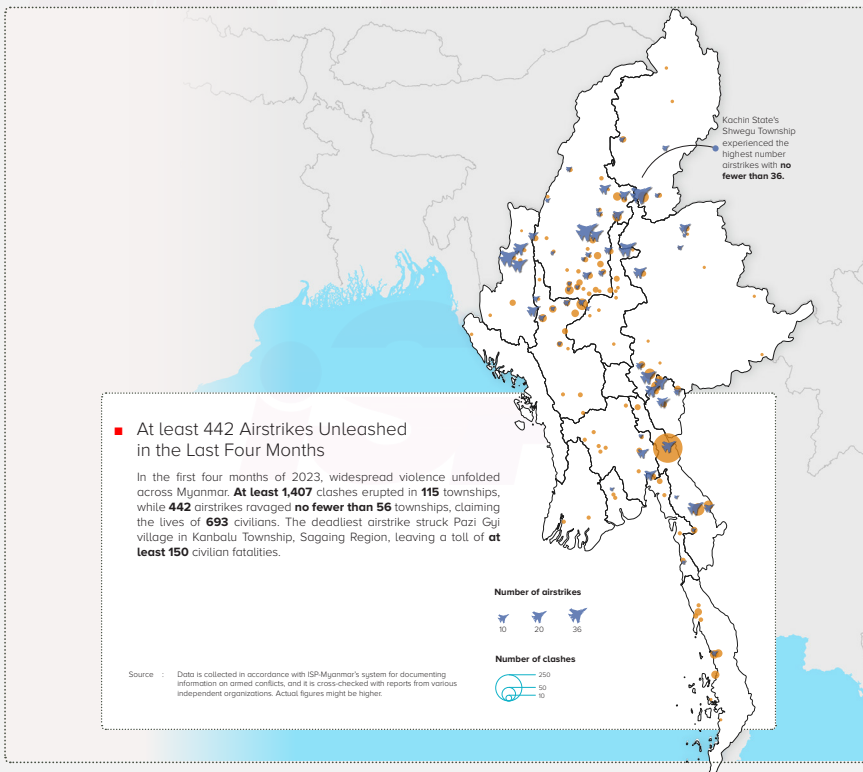 Kachin State's
Shwegu Township
experienced the
highest number
airstrikes with no
fewer than 36.
At least 442 Airstrikes Unleashed
in the Last Four Months
In the first four months of 2023, widespread violence unfolded
across Myanmar. At least 1,407 clashes erupted in 115 townships,
while 442 airstrikes ravaged no fewer than 56 townships, claiming
the lives of 693 civilians. The deadliest airstrike struck Pazi Gyi
village in Kanbalu Township, Sagaing Region, leaving a toll of at
least 150 civilian fatalities.
Number of airstrikes
10 20 36
Number of clashes
250
50
10
Source : Data is collected in accordance with ISP-Myanmar's system for documenting
information on armed conflicts, and it is cross-checked with reports from various
independent organizations. Actual figures might be higher.